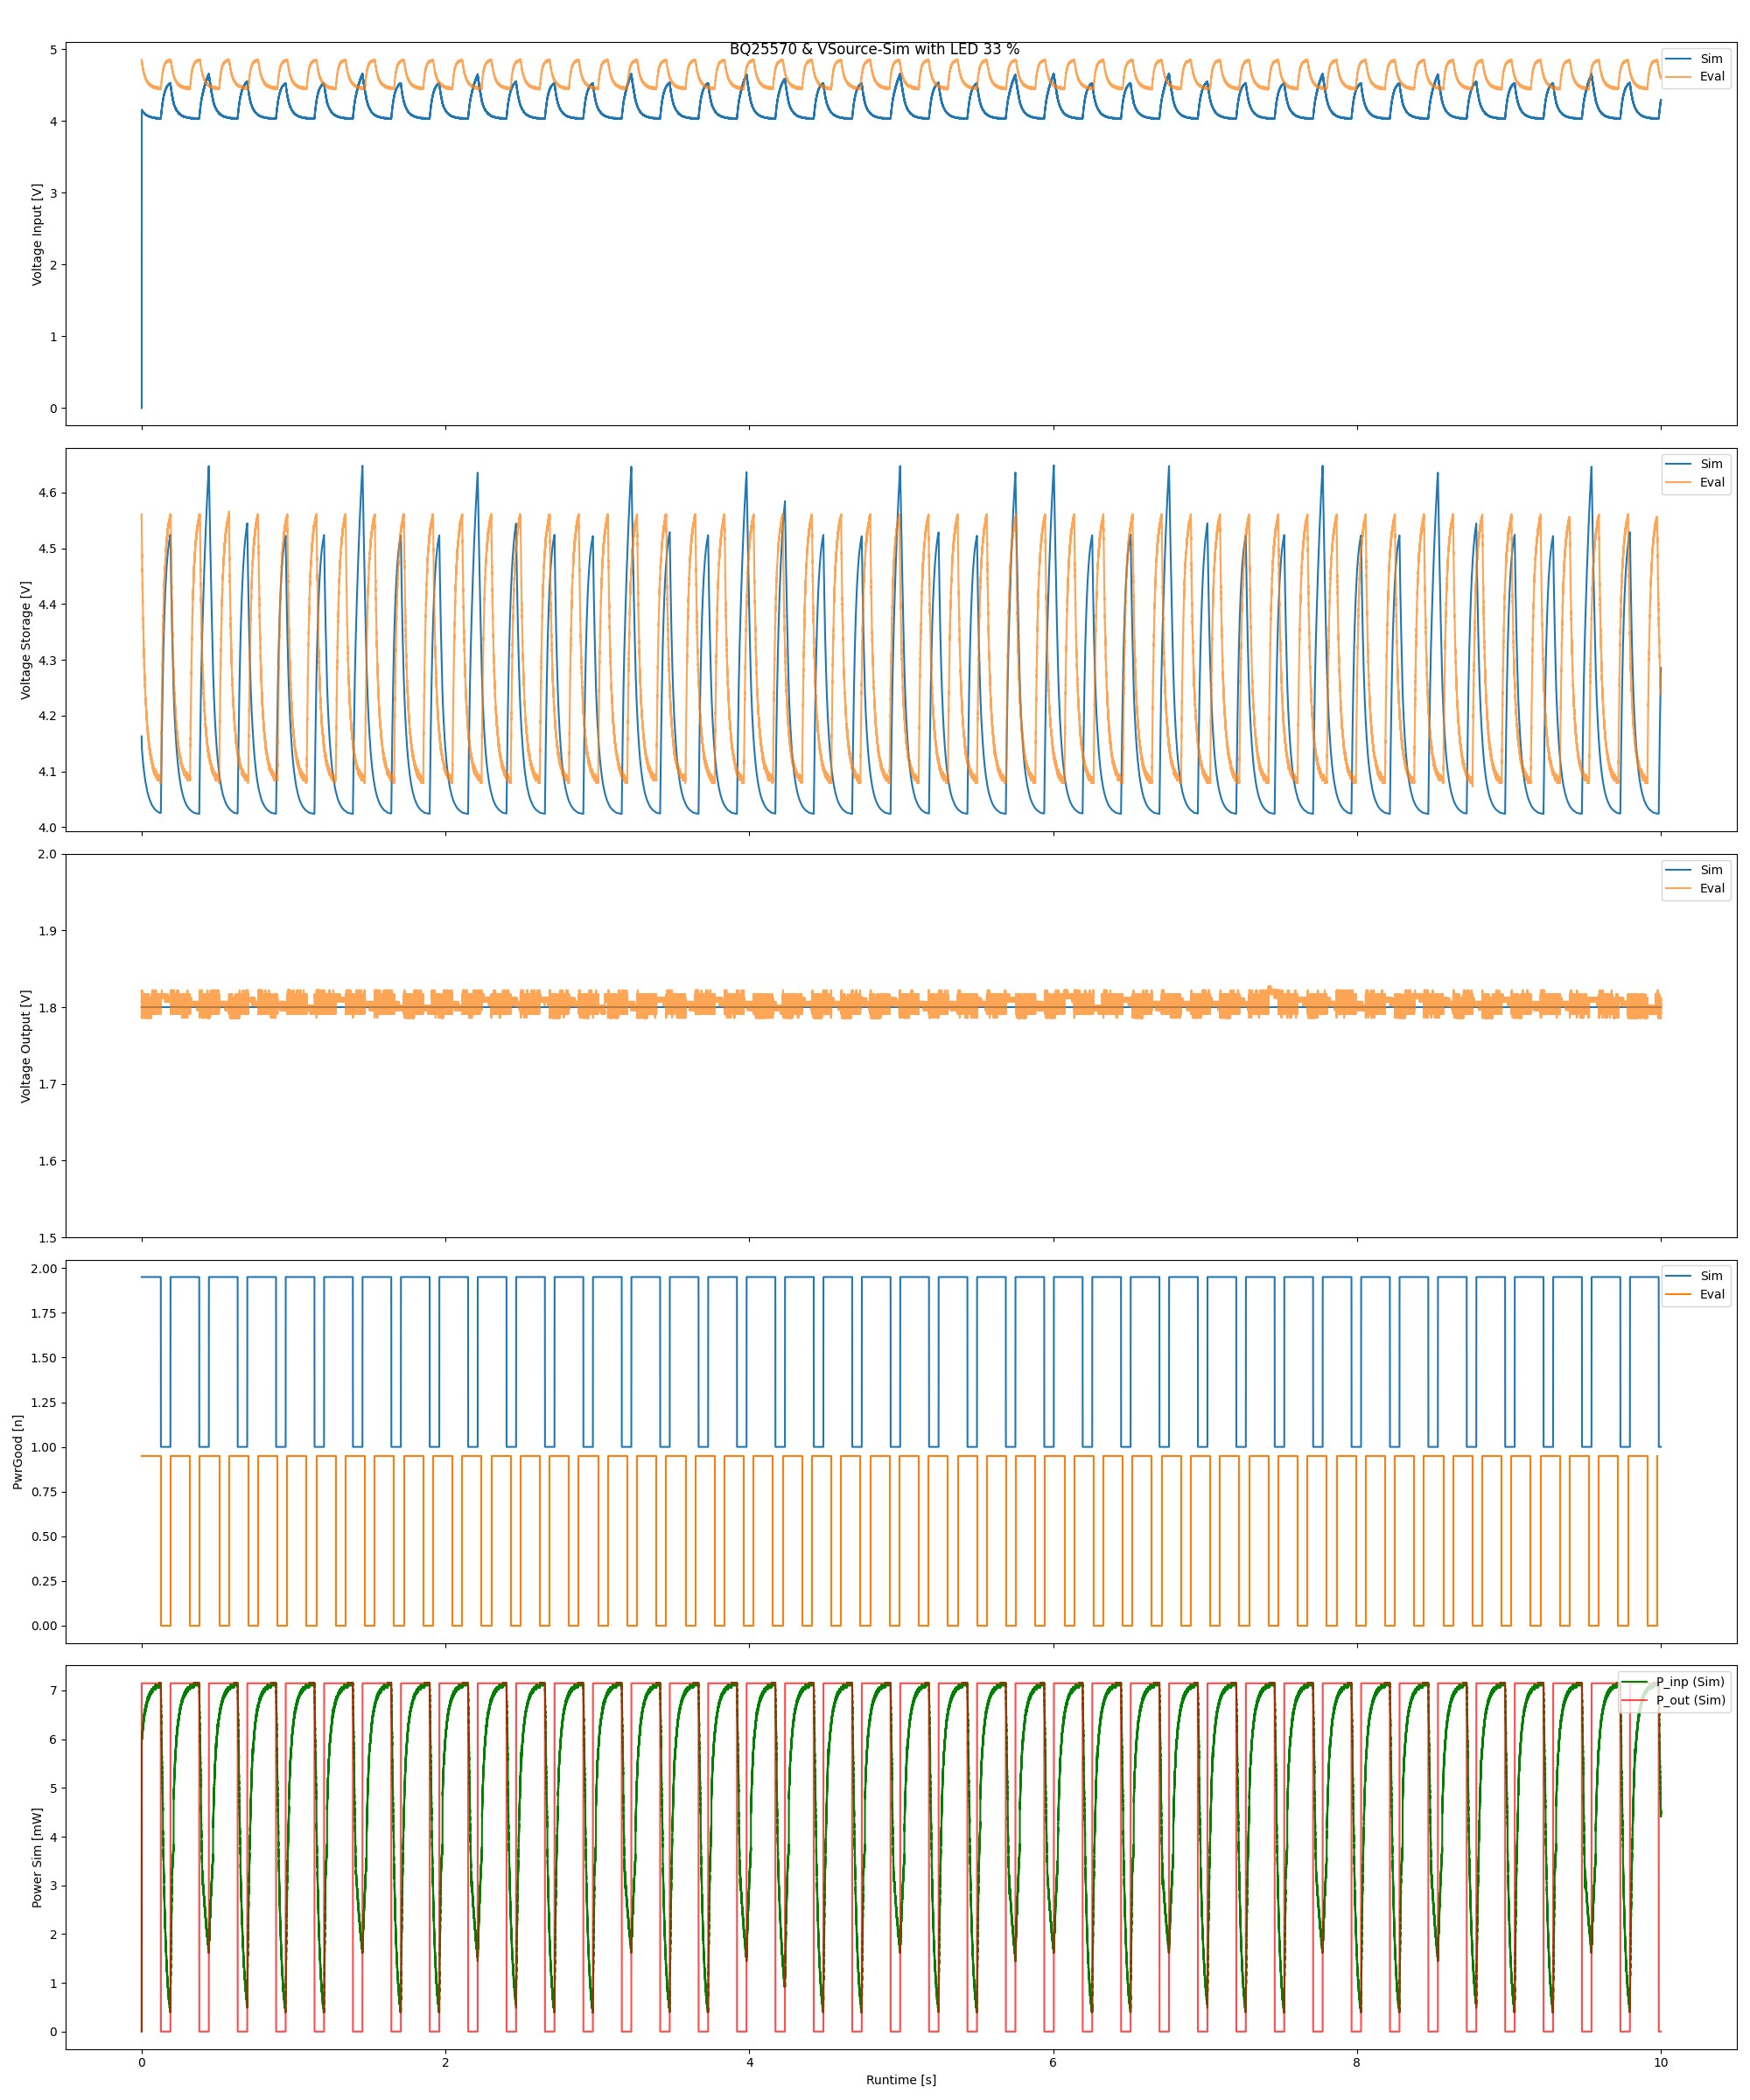 BQ25570 & VSource-Sim with LED 33 %
5
4
3
2
1
0
Voltage Input [V]
Sim
Eval
4.6
4.5
4.4
4.3
4.2
4.1
4.0
Voltage Storage [V]
Sim
Eval
2.0
1.9
1.8
1.7
1.6
1.5
Voltage Output [V]
Sim
Eval
2.00
1.75
1.50
1.25
1.00
0.75
0.50
0.25
0.00
PwrGood [n]
Sim
Eval
7
6
5
4
3
2
1
0
Power Sim [mW]
P_inp (Sim)
P_out (Sim)
0 2 4 6 8 10
Runtime [s]